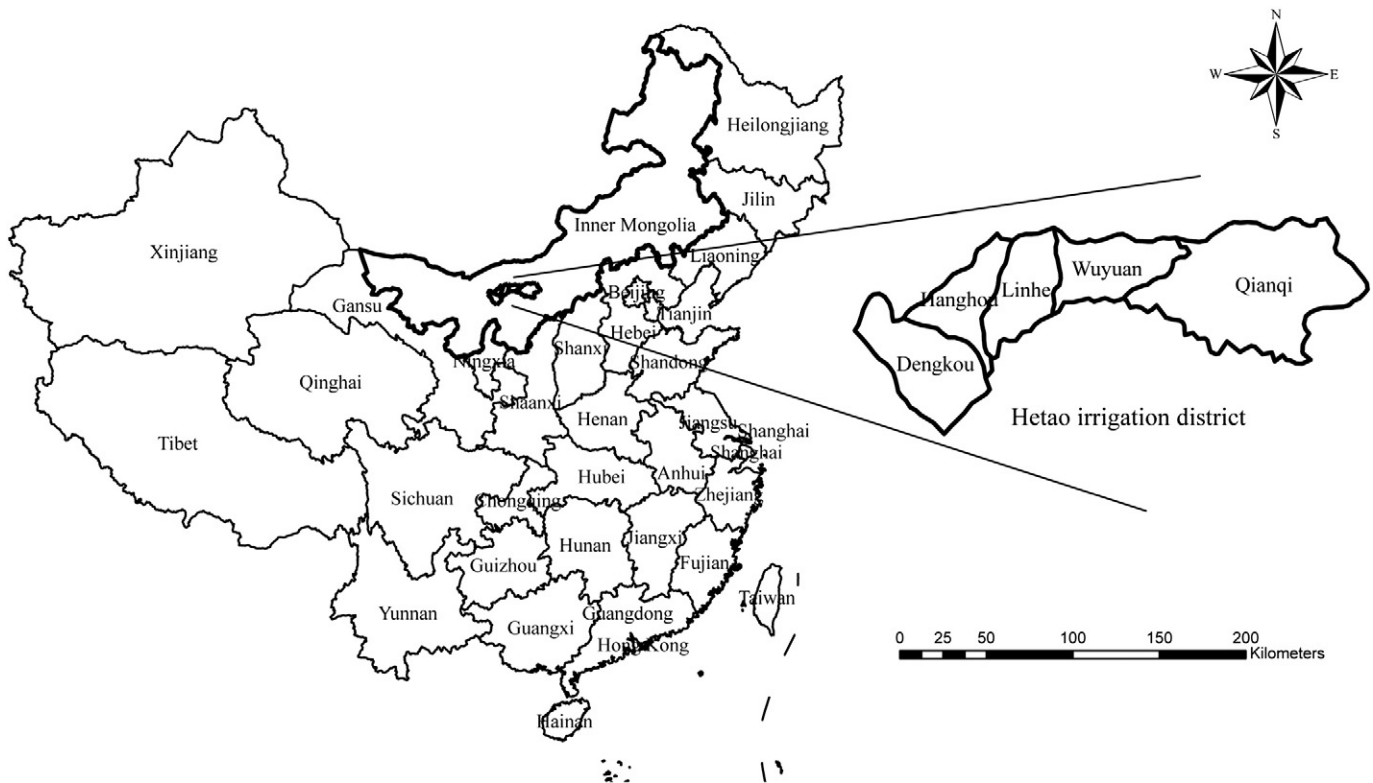 N
W
E
S
Heilongjiang
Jilin
Inner Mongolia
Liaoning
Xinjiang
Gansu
Beijing
Tianjin
Hebei
Ningxia
Shanxi
Shandong
Qinghai
Shaanxi
Henan
Jiangsu
Shanghai
Shanghai
Tibet
Anhui
Hubei
Zhejian
Sichuan
Chongqing
Hunan
Jiangxi
Guizhou
Fujian
Yunnan
Guangxi
Guangdong
Hong Kong
Taiwan
Hainan
Hanghou
Linhe
Wuyuan
Qianqi
Dengkou
Hetao irrigation district
0 25 50 100 150 200
Kilometers